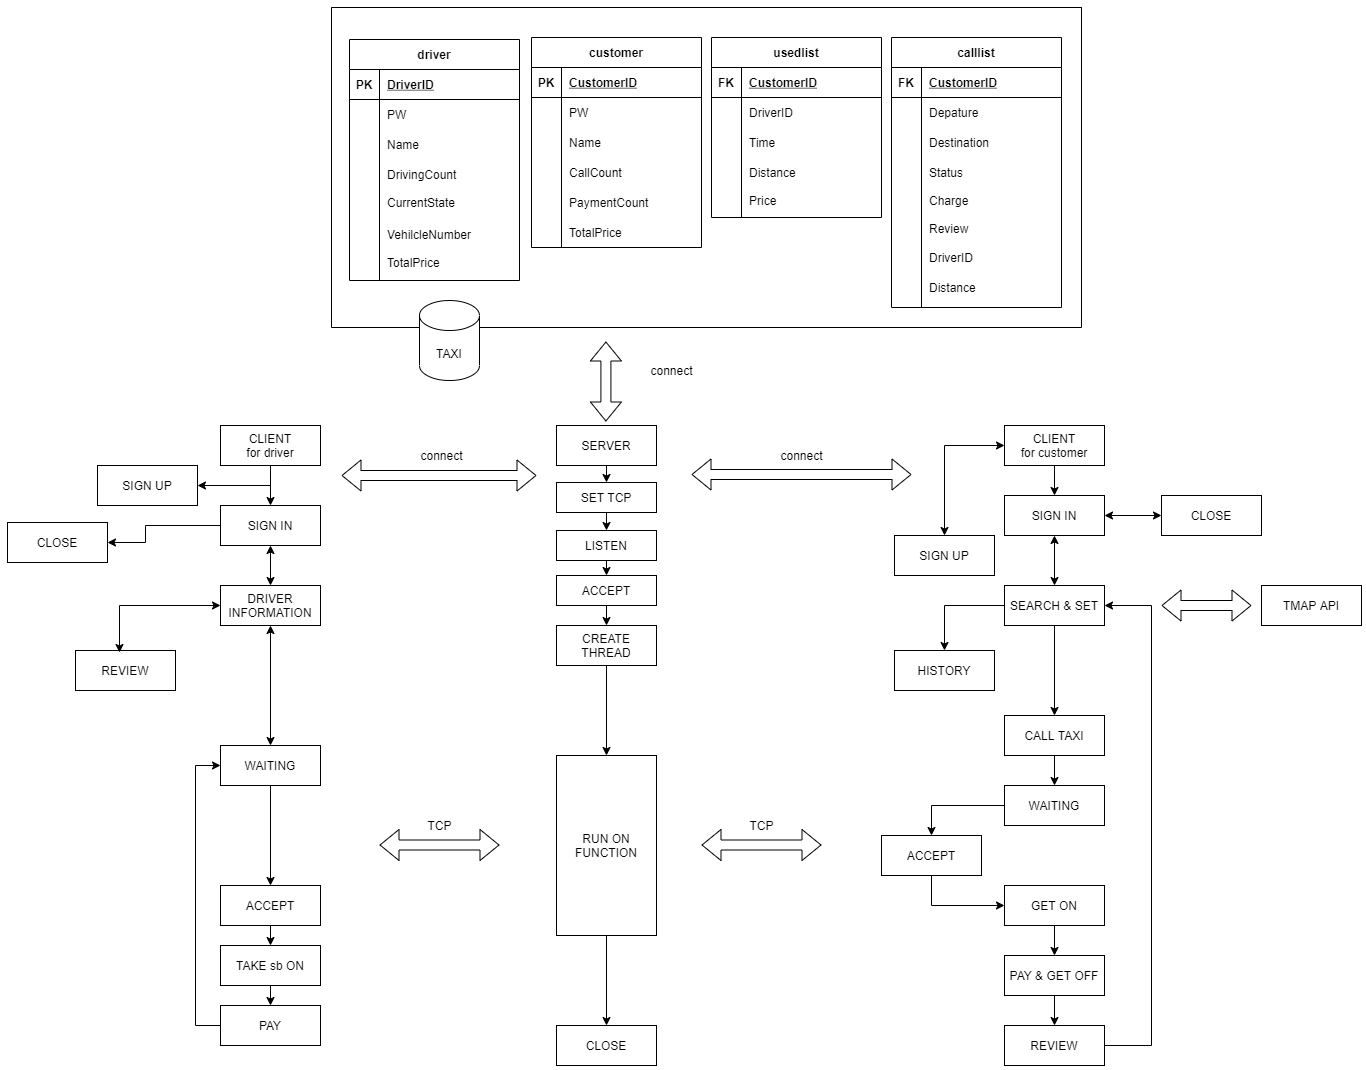 driver
PK DriverID
PW
Name
DrivingCount
CurrentState
VehilcleNumber
TotalPrice
customer
PK CustomerID
PW
Name
CallCount
PaymentCount
TotalPrice
usedlist
FK CustomerID
DriverID
Time
Distance
Price
calllist
FK CustomerID
Depature
Destination
Status
Charge
Review
DriverID
Distance
TAXI
connect
CLIENT
for driver
SIGN UP
SIGN IN
CLOSE
DRIVER
INFORMATION
REVIEW
WAITING
ACCEPT
TAKE sb ON
PAY
connect
TCP
SERVER
SET TCP
LISTEN
ACCEPT
CREATE
THREAD
RUN ON
FUNCTION
CLOSE
connect
TCP
CLIENT
for customer
SIGN IN
CLOSE
SIGN UP
SEARCH & SET
TMAP API
HISTORY
CALL TAXI
WAITING
ACCEPT
GET ON
PAY & GET OFF
REVIEW